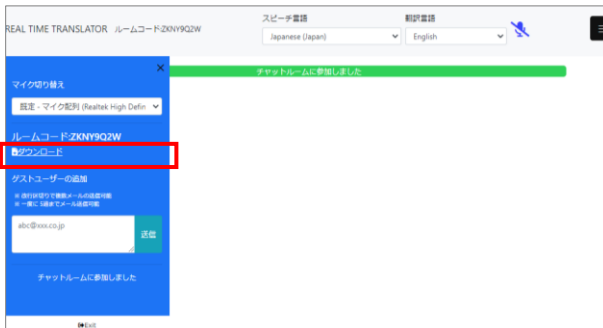 REAL TIME TRANSLATOR ルームコード:ZKNY9Q2W
スピーチ言語
Japanese (Japan)
翻訳言語
English
チャットルームに参加しました
×
マイク切り替え
既定 - マイク配列 (Realtek High Defin
ルームコード:ZKNY9Q2W
ダウンロード
ゲストユーザーの追加
※ 改行区切りで複数メールの送信可能
※ 一度に 5通までメール送信可能
abc@xxx.co.jp
送信
チャットルームに参加しました
Exit